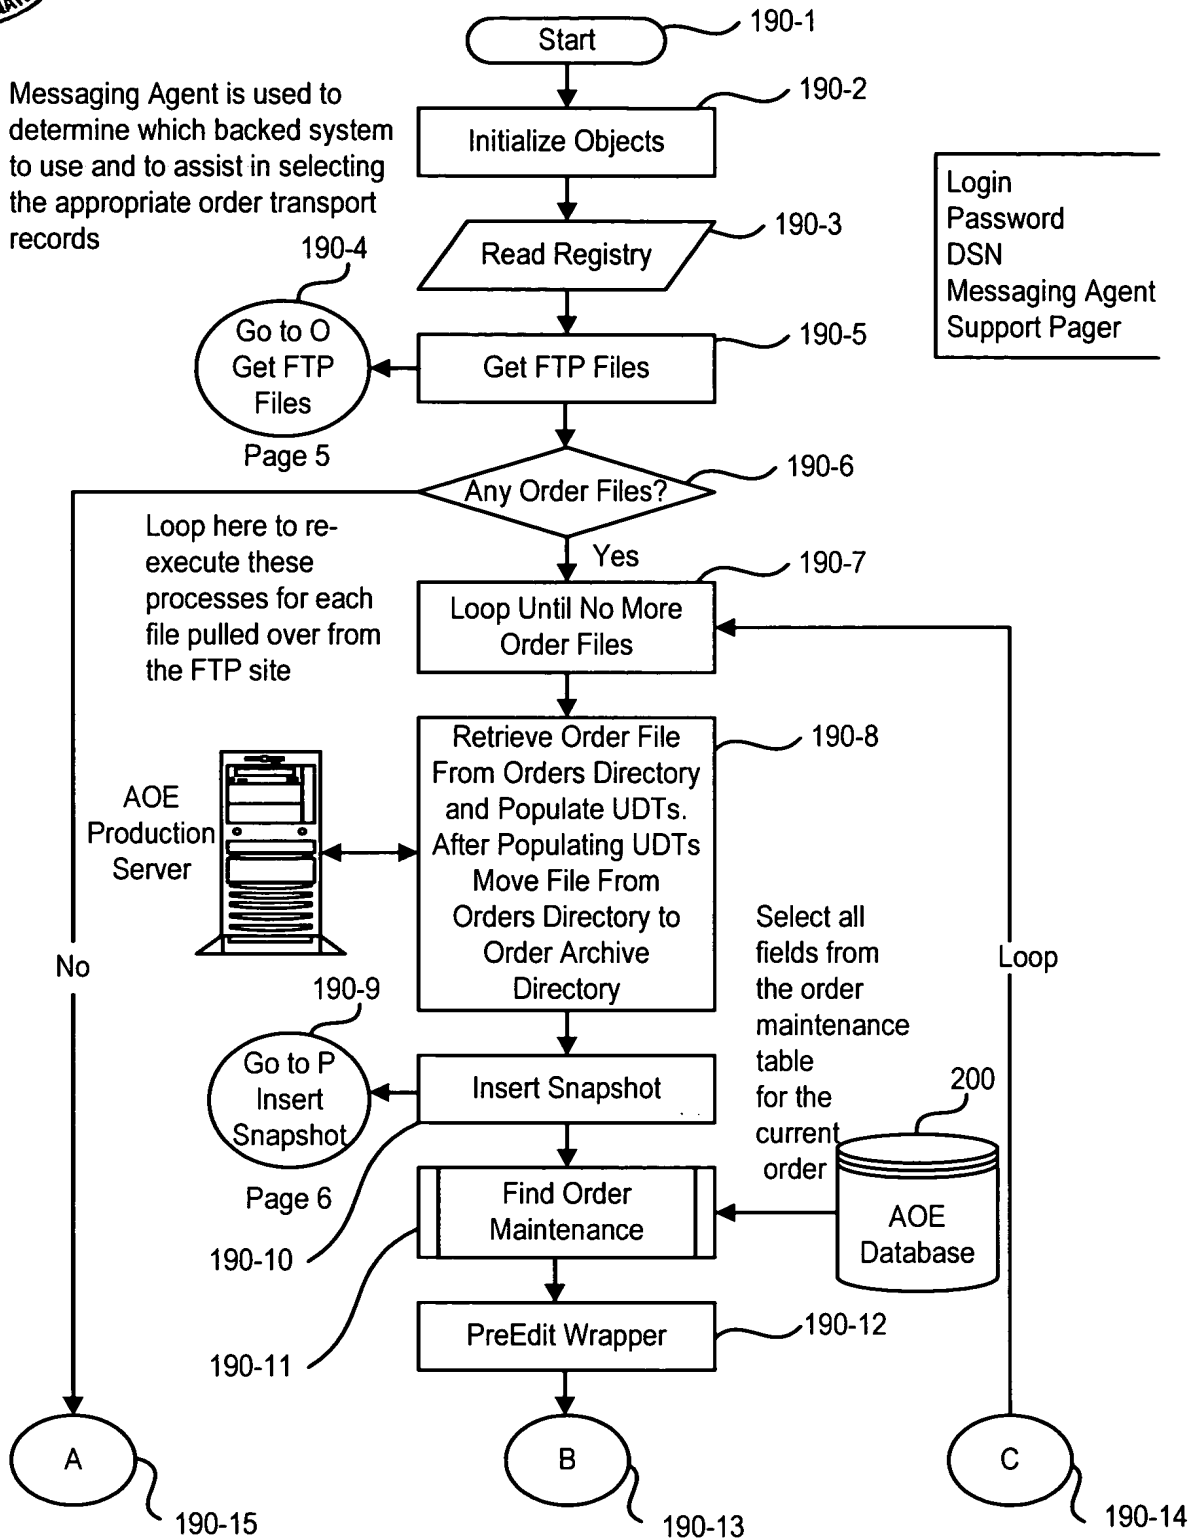 Start
190-1
Messaging Agent is used to
determine which backed system
to use and to assist in selecting
the appropriate order transport
records
Initialize Objects
190-2
Login
Password
DSN
Messaging Agent
Support Pager
Read Registry
190-3
190-4
Go to O
Get FTP
Files
Page 5
Get FTP Files
190-5
Any Order Files?
190-6
Loop here to re-
execute these
processes for each
file pulled over from
the FTP site
Yes
190-7
Loop Until No More
Order Files
Retrieve Order File
From Orders Directory
and Populate UDTs.
After Populating UDTs
Move File From
Orders Directory to
Order Archive
Directory
190-8
AOE
Production
Server
No
Loop
Select all
fields from
the order
maintenance
table
for the
current
order
190-9
Go to P
Insert
Snapshot
Page 6
Insert Snapshot
200
AOE
Database
Find Order
Maintenance
190-10
PreEdit Wrapper
190-12
190-11
A
B
C
190-15
190-13
190-14